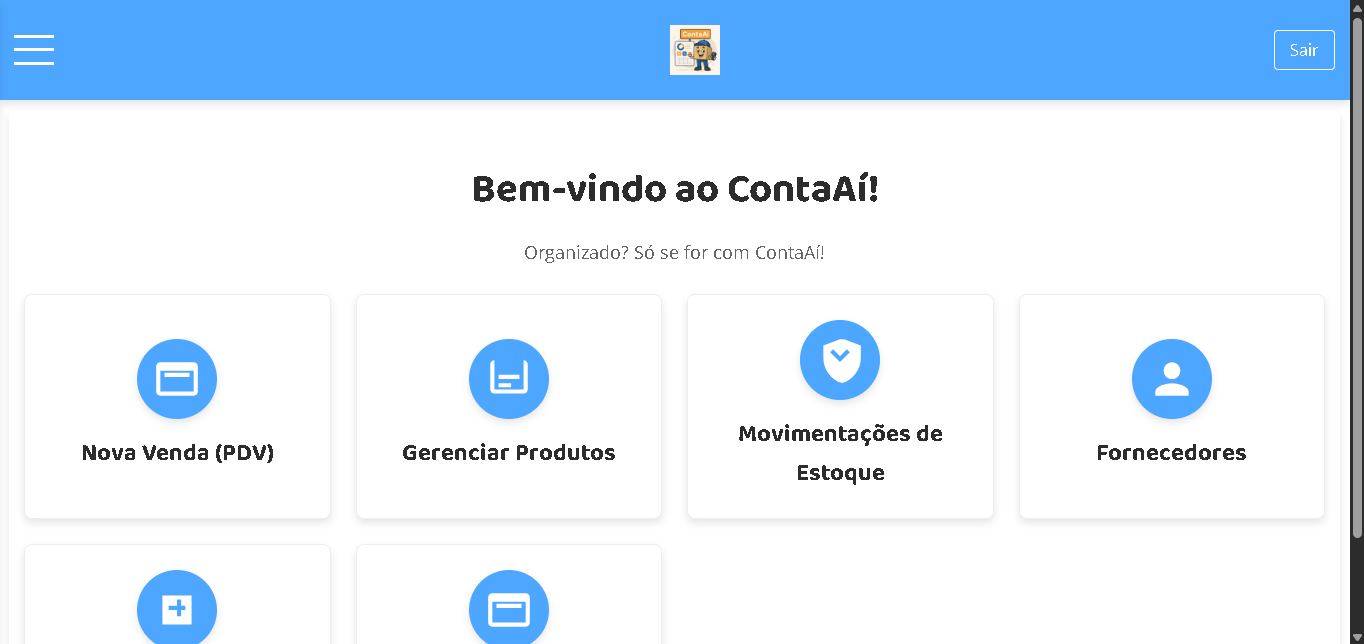 ContaAí
Sair
Bem-vindo ao ContaAí!
Organizado? Só se for com ContaAí!
Nova Venda (PDV)
Gerenciar Produtos
Movimentações de
Estoque
Fornecedores